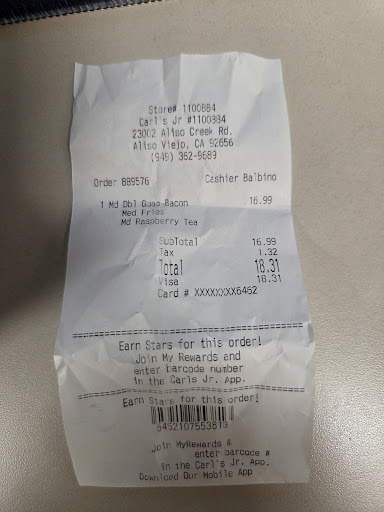 Store# 1100884
Carl's Jr #1100884
23002 Aliso Creek Rd.
Aliso Viejo, CA 92656
(949) 362-9689
Order 889576 Cashier Balbino
1 Md Dbl Guac Bacon 16.99
Med Fries
Md Raspberry Tea
SubTotal 16.99
Tax 1.32
Total 18.31
Visa 18.31
Card # XXXXXXXX6462
Earn Stars for this order!
Join My Rewards and
enter barcode number
in the Carls Jr. App.
Earn Stars for this order!
Join MyRewards &
enter barcode #
in the Carl's Jr. App.
Download Our Mobile App